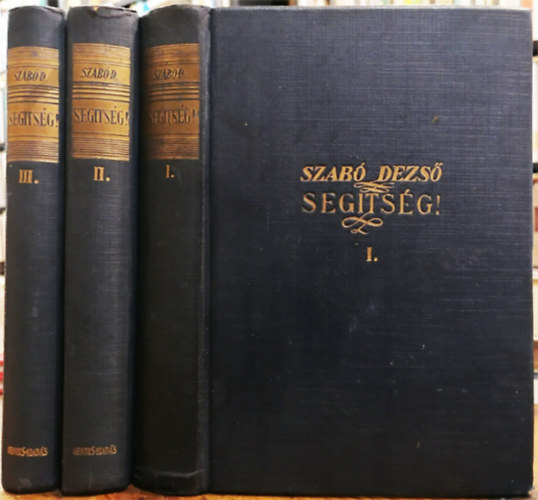 SZABÓ D.
SEGITSÉG!
III.
SZABÓ D.
SEGITSÉG!
II.
SZABÓ D.
SEGITSÉG!
I.
SZABÓ DEZSŐ
SEGITSÉG!
I.